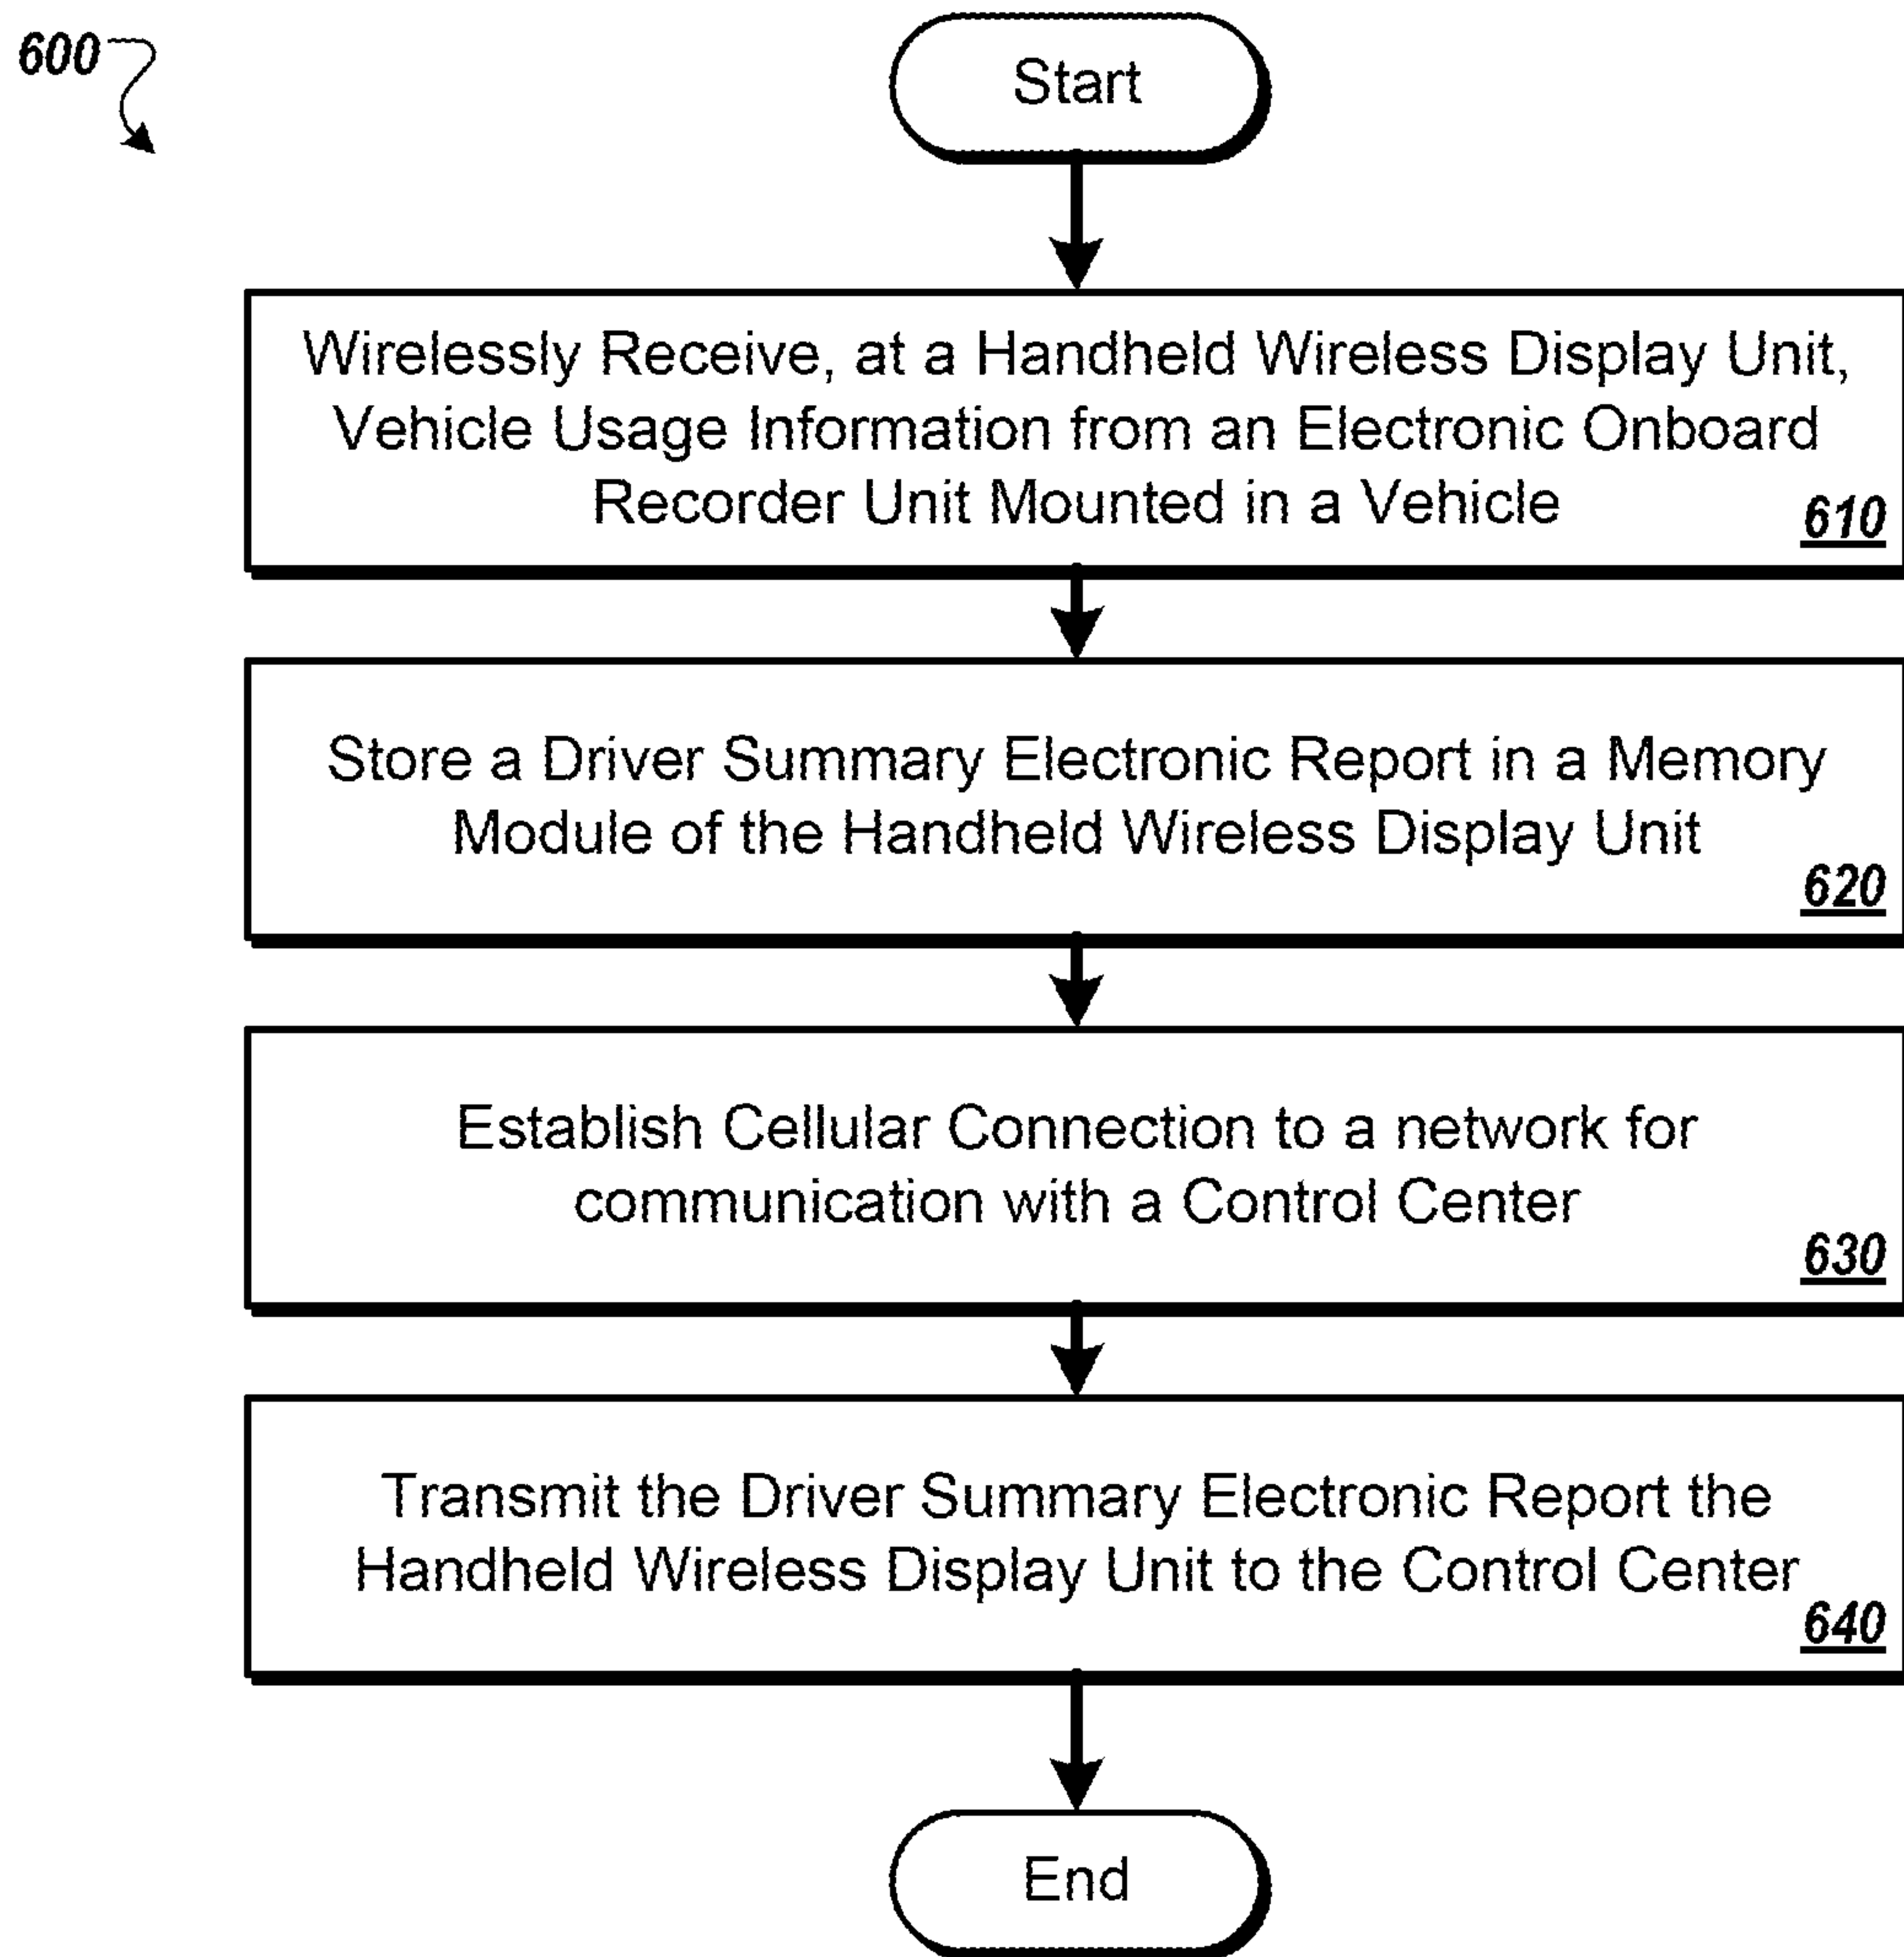 600
Start
Wirelessly Receive, at a Handheld Wireless Display Unit,
Vehicle Usage Information from an Electronic Onboard
Recorder Unit Mounted in a Vehicle
610
Store a Driver Summary Electronic Report in a Memory
Module of the Handheld Wireless Display Unit
620
Establish Cellular Connection to a network for
communication with a Control Center
630
Transmit the Driver Summary Electronic Report the
Handheld Wireless Display Unit to the Control Center
640
End